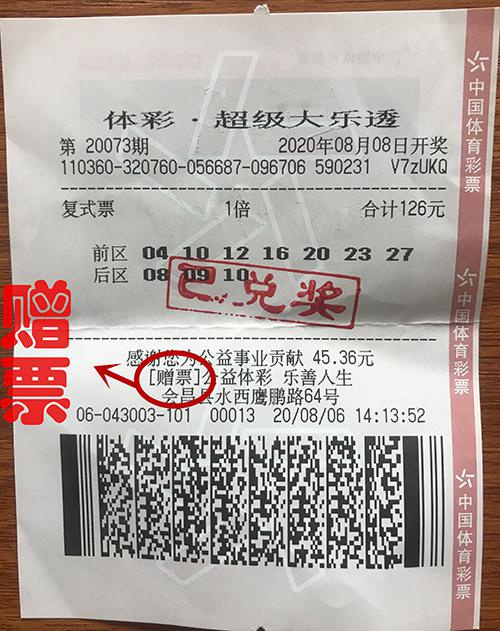 体彩·超级大乐透
第 20073期 2020年08月08日开奖
110360-320760-056687-096706 590231 V7zUKQ
复式票 1倍 合计126元
前区 04 10 12 16 20 23 27
后区 08 09 10
已兑奖
感谢您为公益事业贡献 45.36元
[赠票]公益体彩 乐善人生
会昌县水西鹰鹏路64号
06-043003-101 00013 20/08/06 14:13:52
赠票
中国体育彩票
中国体育彩票
中国体育彩票